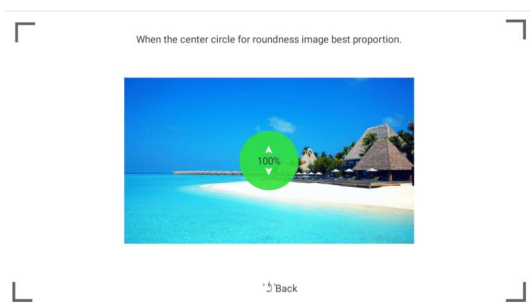 When the center circle for roundness image best proportion.
100%
Back